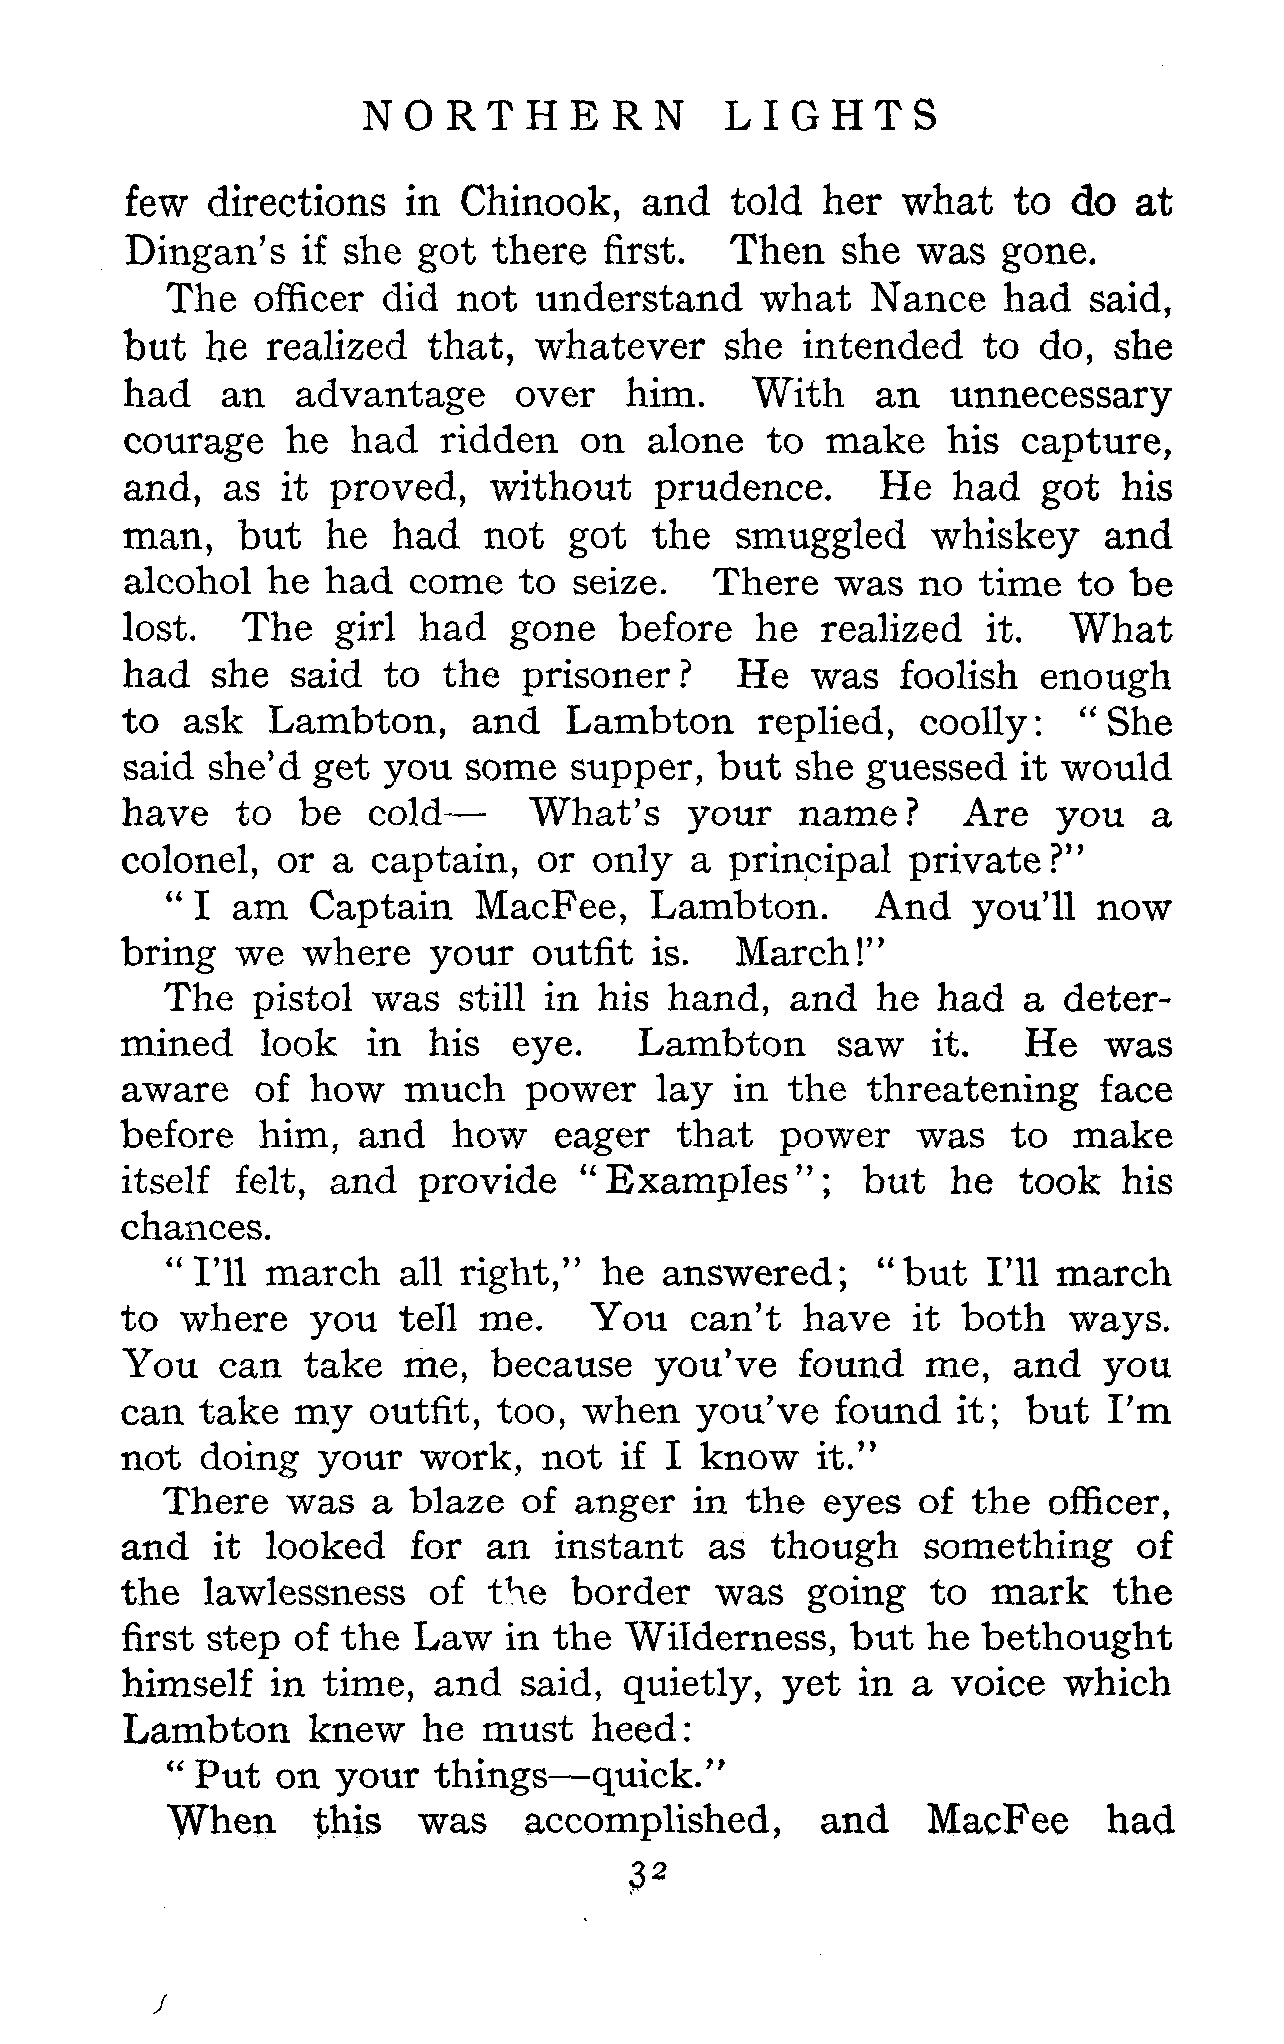 NORTHERN LIGHTS
few directions in Chinook, and told her what to do at
Dingan's if she got there first. Then she was gone.
The officer did not understand what Nance had said,
but he realized that, whatever she intended to do, she
had an advantage over him. With an unnecessary
courage he had ridden on alone to make his capture,
and, as it proved, without prudence. He had got his
man, but he had not got the smuggled whiskey and
alcohol he had come to seize. There was no time to be
lost. The girl had gone before he realized it. What
had she said to the prisoner? He was foolish enough
to ask Lambton, and Lambton replied, coolly: "She
said she'd get you some supper, but she guessed it would
have to be cold— What's your name? Are you a
colonel, or a captain, or only a principal private?"
"I am Captain MacFee, Lambton. And you'll now
bring we where your outfit is. March!"
The pistol was still in his hand, and he had a deter-
mined look in his eye. Lambton saw it. He was
aware of how much power lay in the threatening face
before him, and how eager that power was to make
itself felt, and provide "Examples"; but he took his
chances.
"I'll march all right," he answered; "but I'll march
to where you tell me. You can't have it both ways.
You can take me, because you've found me, and you
can take my outfit, too, when you've found it; but I'm
not doing your work, not if I know it."
There was a blaze of anger in the eyes of the officer,
and it looked for an instant as though something of
the lawlessness of the border was going to mark the
first step of the Law in the Wilderness, but he bethought
himself in time, and said, quietly, yet in a voice which
Lambton knew he must heed:
"Put on your things—quick."
When this was accomplished, and MacFee had
32